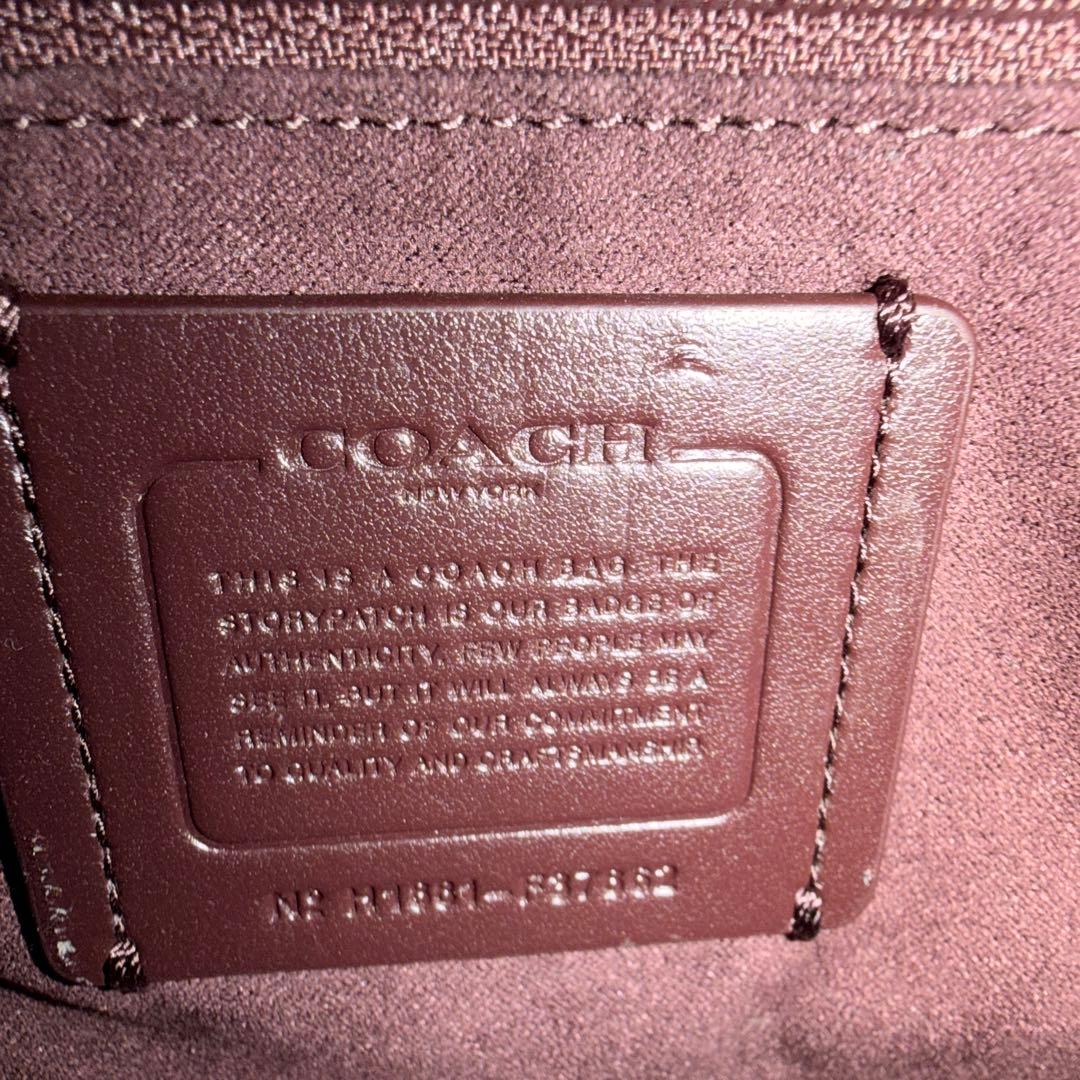 COACH
NEW YORK
THIS IS A COACH BAG. THE
STORYPATCH IS OUR BADGE OF
AUTHENTICITY. FEW PEOPLE MAY
SEE IT, BUT IT WILL ALWAYS BE A
REMINDER OF OUR COMMITMENT
TO QUALITY AND CRAFTSMANSHIP.
Nº